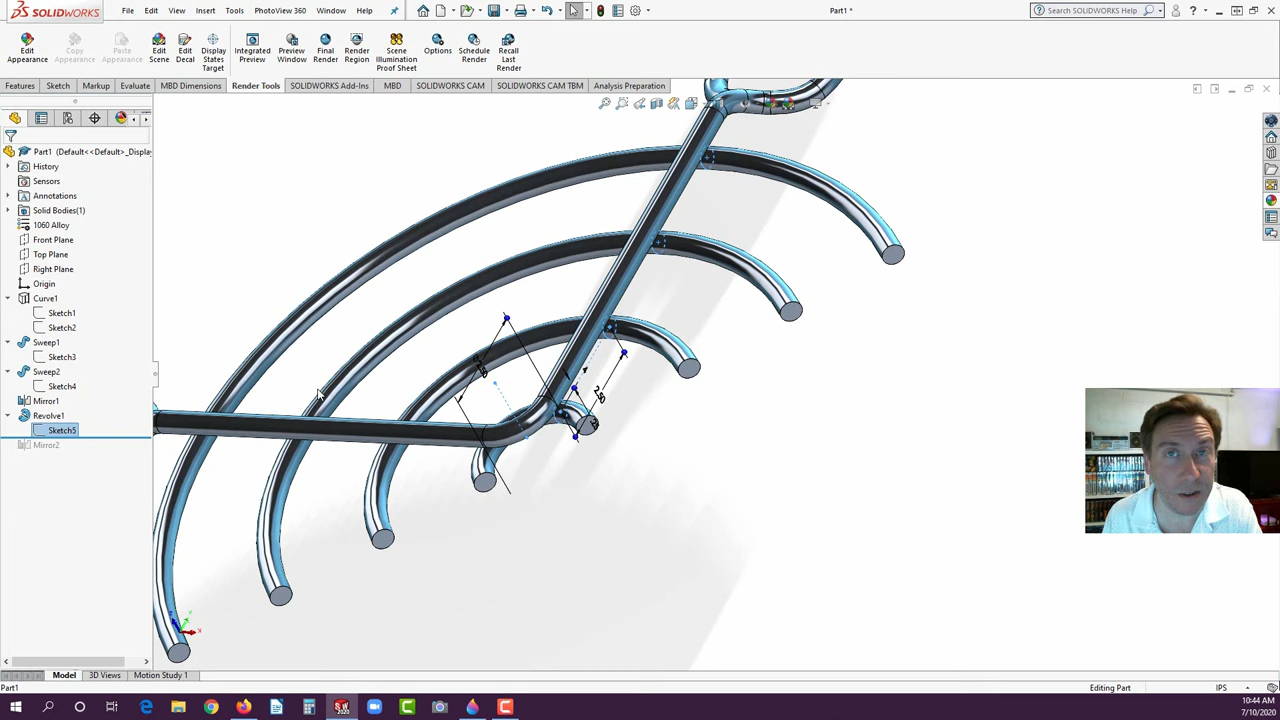 SOLIDWORKS
File Edit View Insert Tools PhotoView 360 Window Part1 * Search SOLIDWORKS Help
Edit Appearance Copy Appearance Paste Appearance Edit Scene Edit Decal Display States Target Integrated Preview Preview Window Final Render Render Region Scene Illumination Proof Sheet Options Schedule Render Recall Last Render
Features Sketch Markup Evaluate MBD Dimensions Render Tools SOLIDWORKS Add-Ins MBD SOLIDWORKS CAM SOLIDWORKS CAM TBM Analysis Preparation
Part1 (Default<<Default>_Display
History
Sensors
Annotations
Solid Bodies(1)
1060 Alloy
Front Plane
Top Plane
Right Plane
Origin
Curve1
Sketch1
Sketch2
Sweep1
Sketch3
Sweep2
Sketch4
Mirror1
Revolve1
Sketch5
Mirror2
2.50
Model 3D Views Motion Study 1
Part1 Editing Part IPS
10:44 AM
7/10/2020